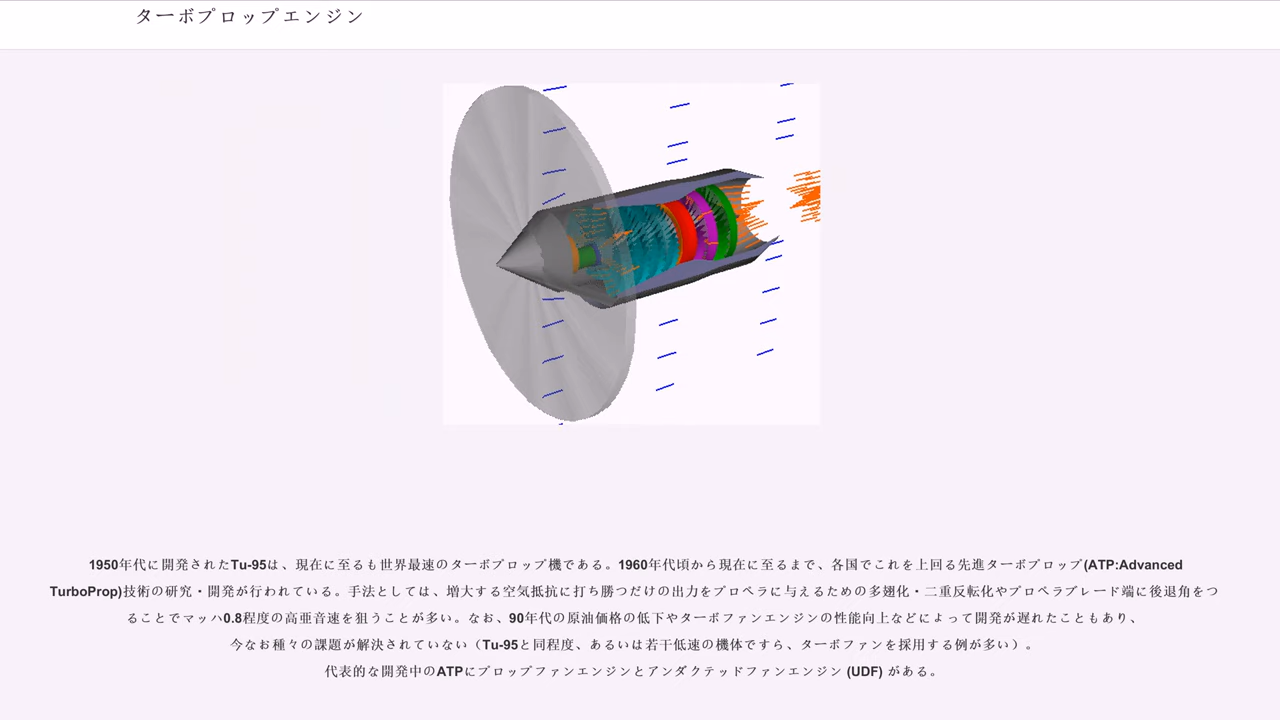 ターボプロップエンジン
1950年代に開発されたTu-95は、現在に至るも世界最速のターボプロップ機である。1960年代頃から現在に至るまで、各国でこれを上回る先進ターボプロップ(ATP:Advanced
TurboProp)技術の研究・開発が行われている。手法としては、増大する空気抵抗に打ち勝つだけの出力をプロペラに与えるための多翅化・二重反転化やプロペラブレード端に後退角をつ
ることでマッハ0.8程度の高亜音速を狙うことが多い。なお、90年代の原油価格の低下やターボファンエンジンの性能向上などによって開発が遅れたこともあり、
今なお種々の課題が解決されていない（Tu-95と同程度、あるいは若干低速の機体ですら、ターボファンを採用する例が多い）。
代表的な開発中のATPにプロップファンエンジンとアンダクテッドファンエンジン (UDF) がある。